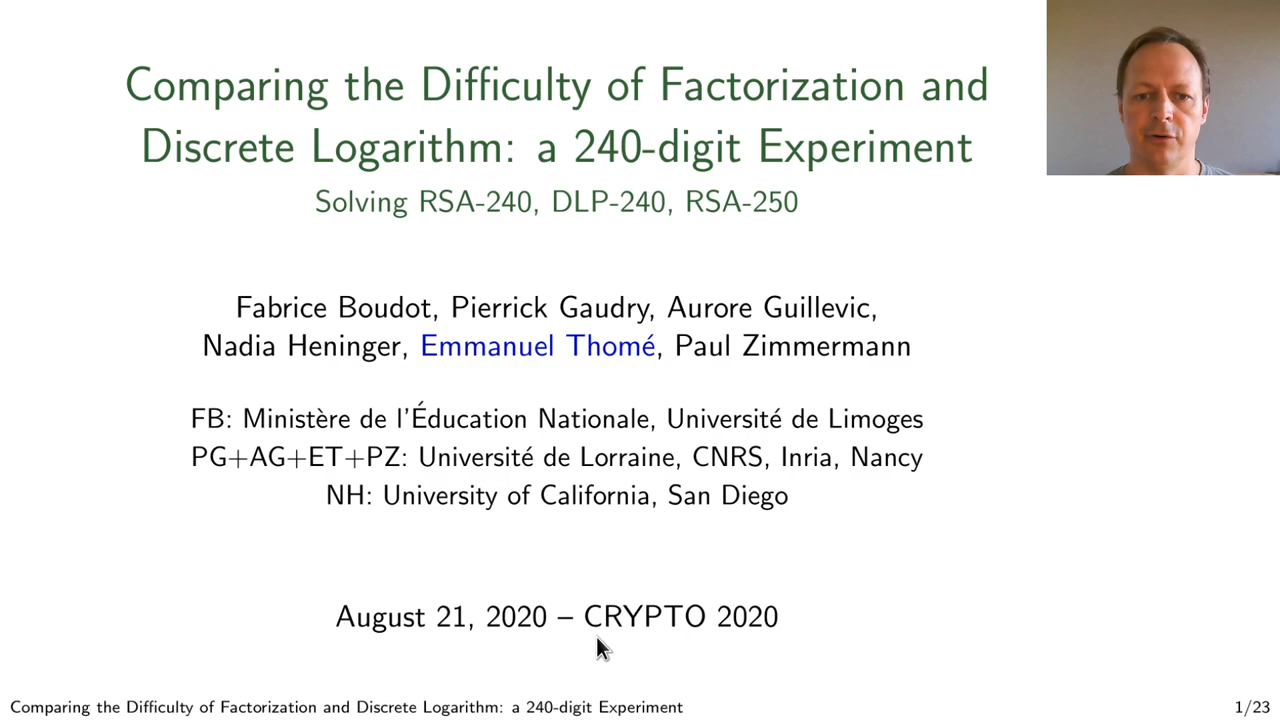 Comparing the Difficulty of Factorization and
Discrete Logarithm: a 240-digit Experiment
Solving RSA-240, DLP-240, RSA-250
Fabrice Boudot, Pierrick Gaudry, Aurore Guillevic,
Nadia Heninger, Emmanuel Thomé, Paul Zimmermann
FB: Ministère de l'Éducation Nationale, Université de Limoges
PG+AG+ET+PZ: Université de Lorraine, CNRS, Inria, Nancy
NH: University of California, San Diego
August 21, 2020 – CRYPTO 2020
Comparing the Difficulty of Factorization and Discrete Logarithm: a 240-digit Experiment
1/23